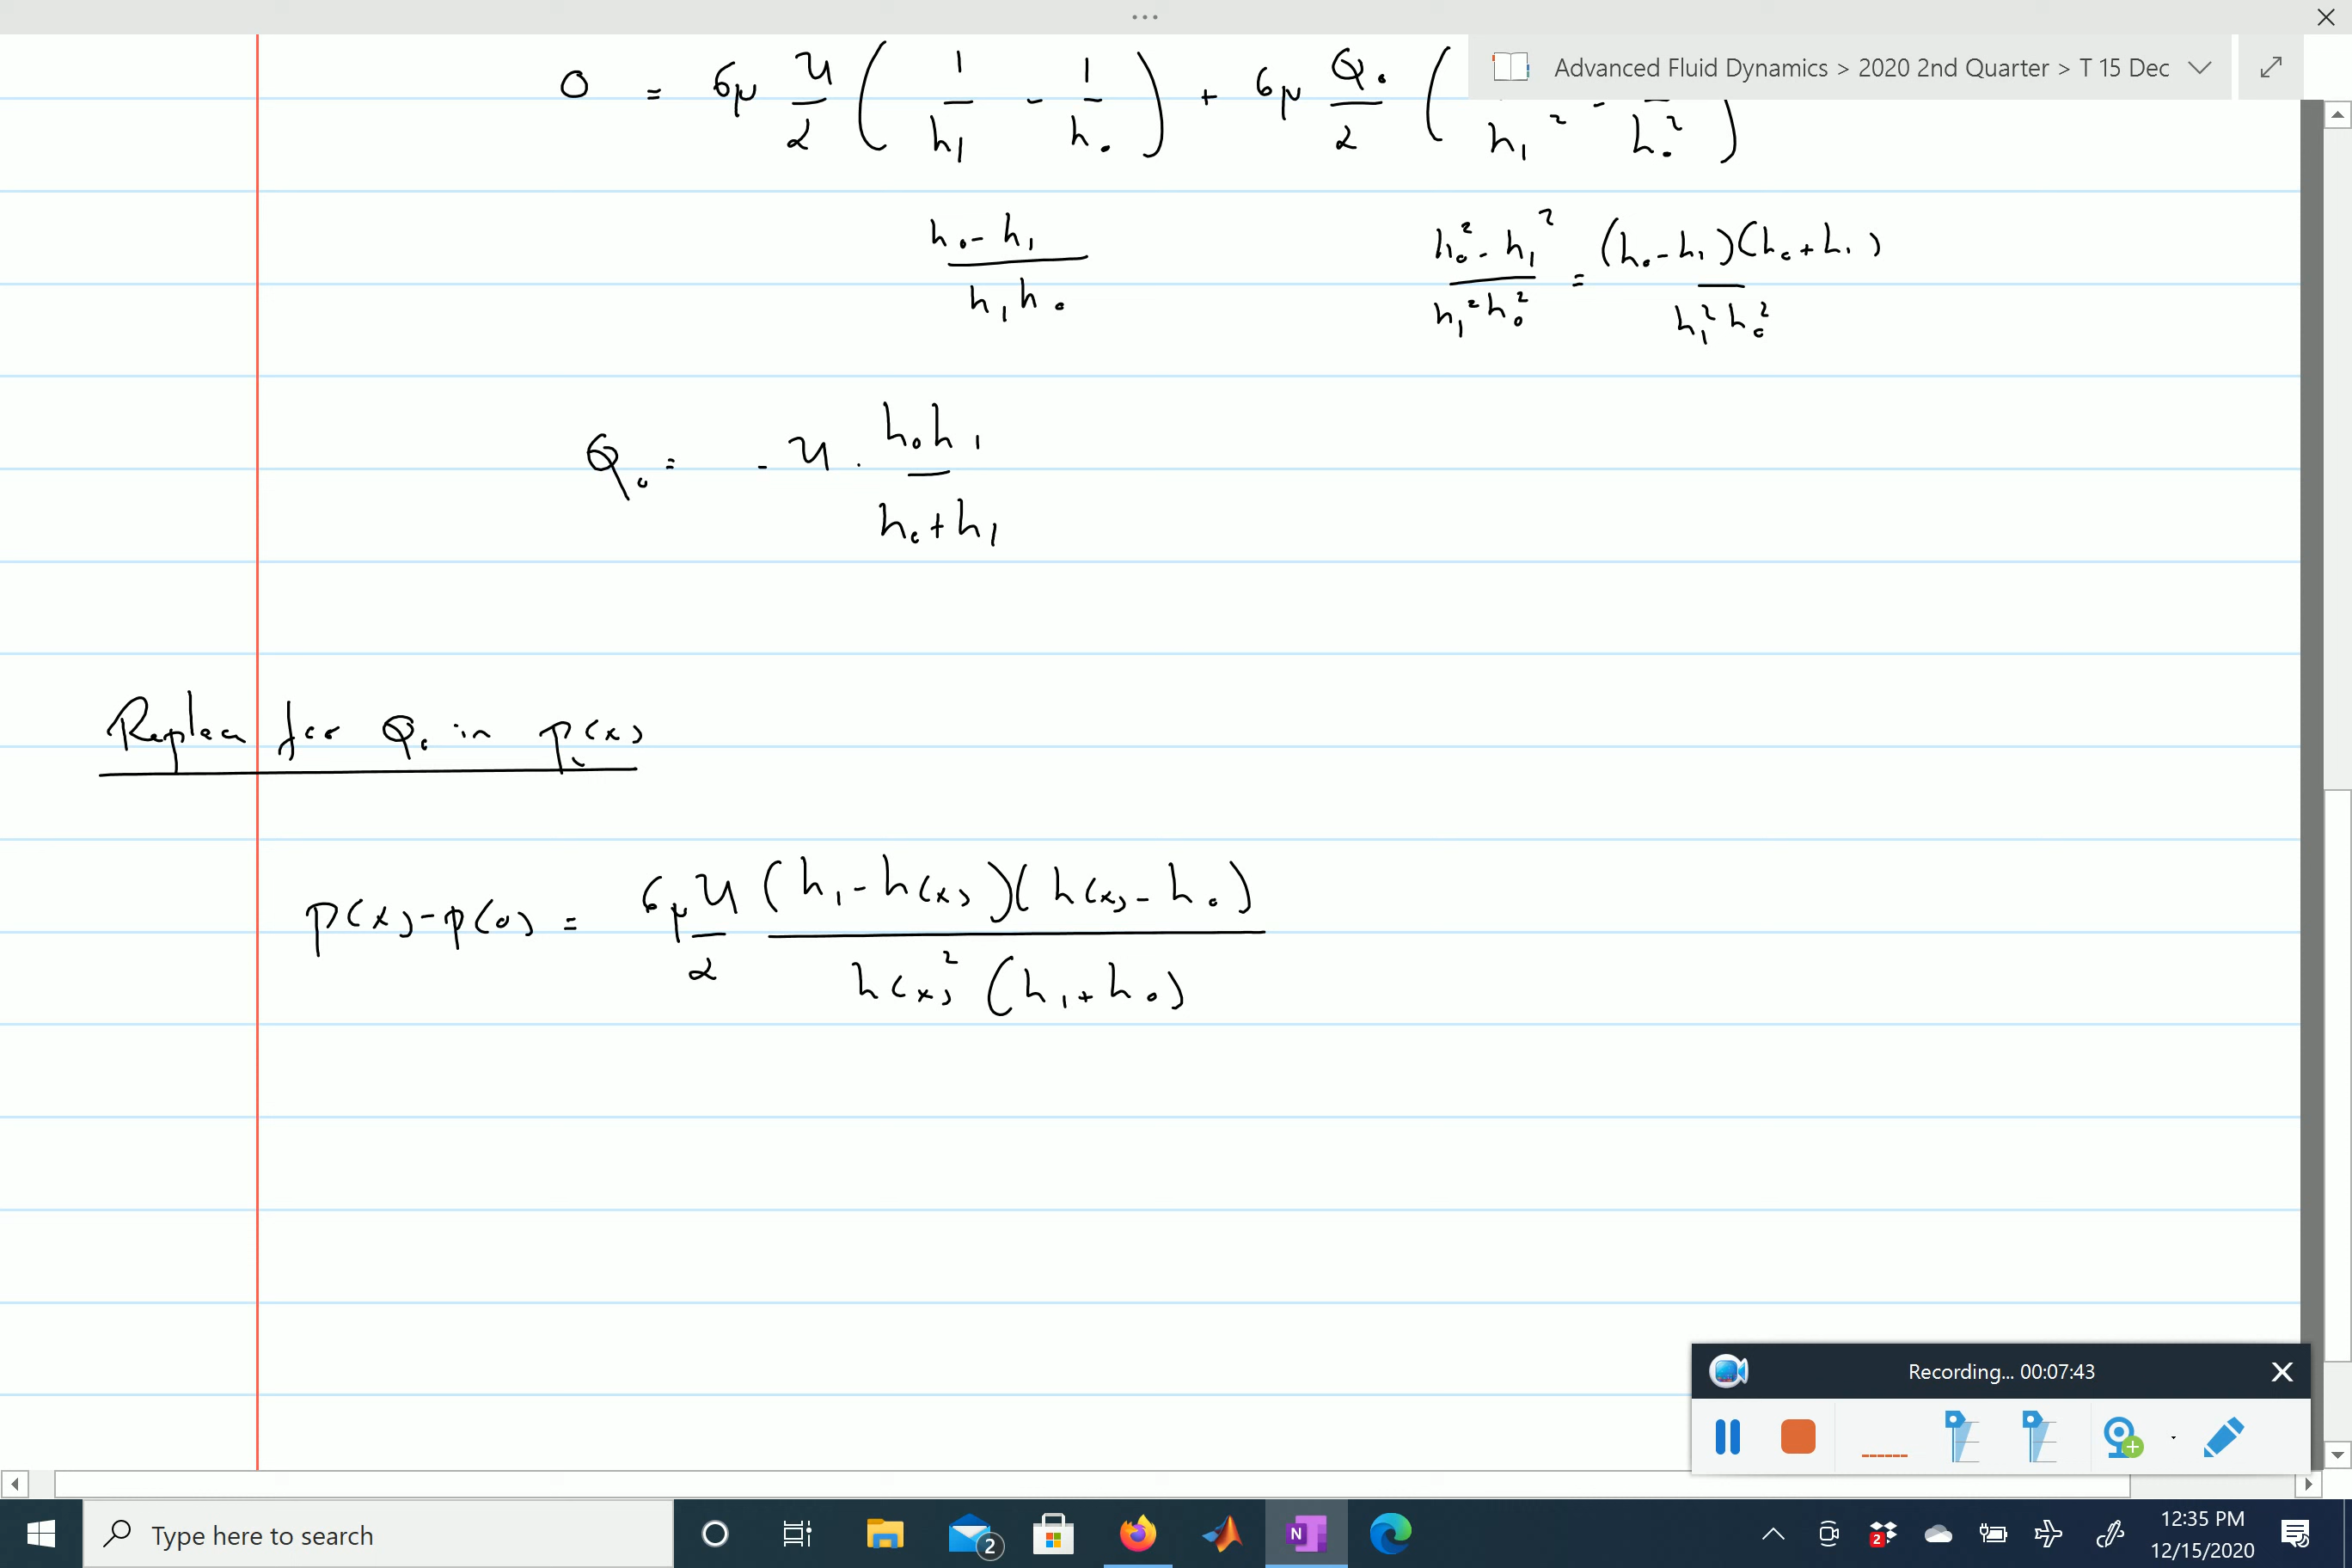 Advanced Fluid Dynamics > 2020 2nd Quarter > T 15 Dec
0 = 6μ U/2 ( 1/h₁ - 1/h₀ ) + 6μ Q₀/2 ( h₁² - h₀² )
h₀ - h₁ / h₁h₀
h₀² - h₁² / h₁²h₀² = (h₀ - h₁)(h₀ + h₁) / h₁²h₀²
Q₀ = - U . h₀h₁ / h₀ + h₁
Replace for Q₀ in p(x)
p(x) - p(0) = 6μ U/2 (h₁ - h(x))(h(x) - h₀) / h(x)² (h₁ + h₀)
Recording... 00:07:43
Type here to search
2
N
2
12:35 PM
12/15/2020